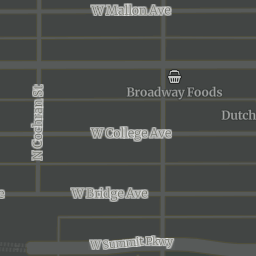 W Mallon Ave
Broadway Foods
Dutch
N Cochran St
W College Ave
e
W Bridge Ave
W Summit Pkwy